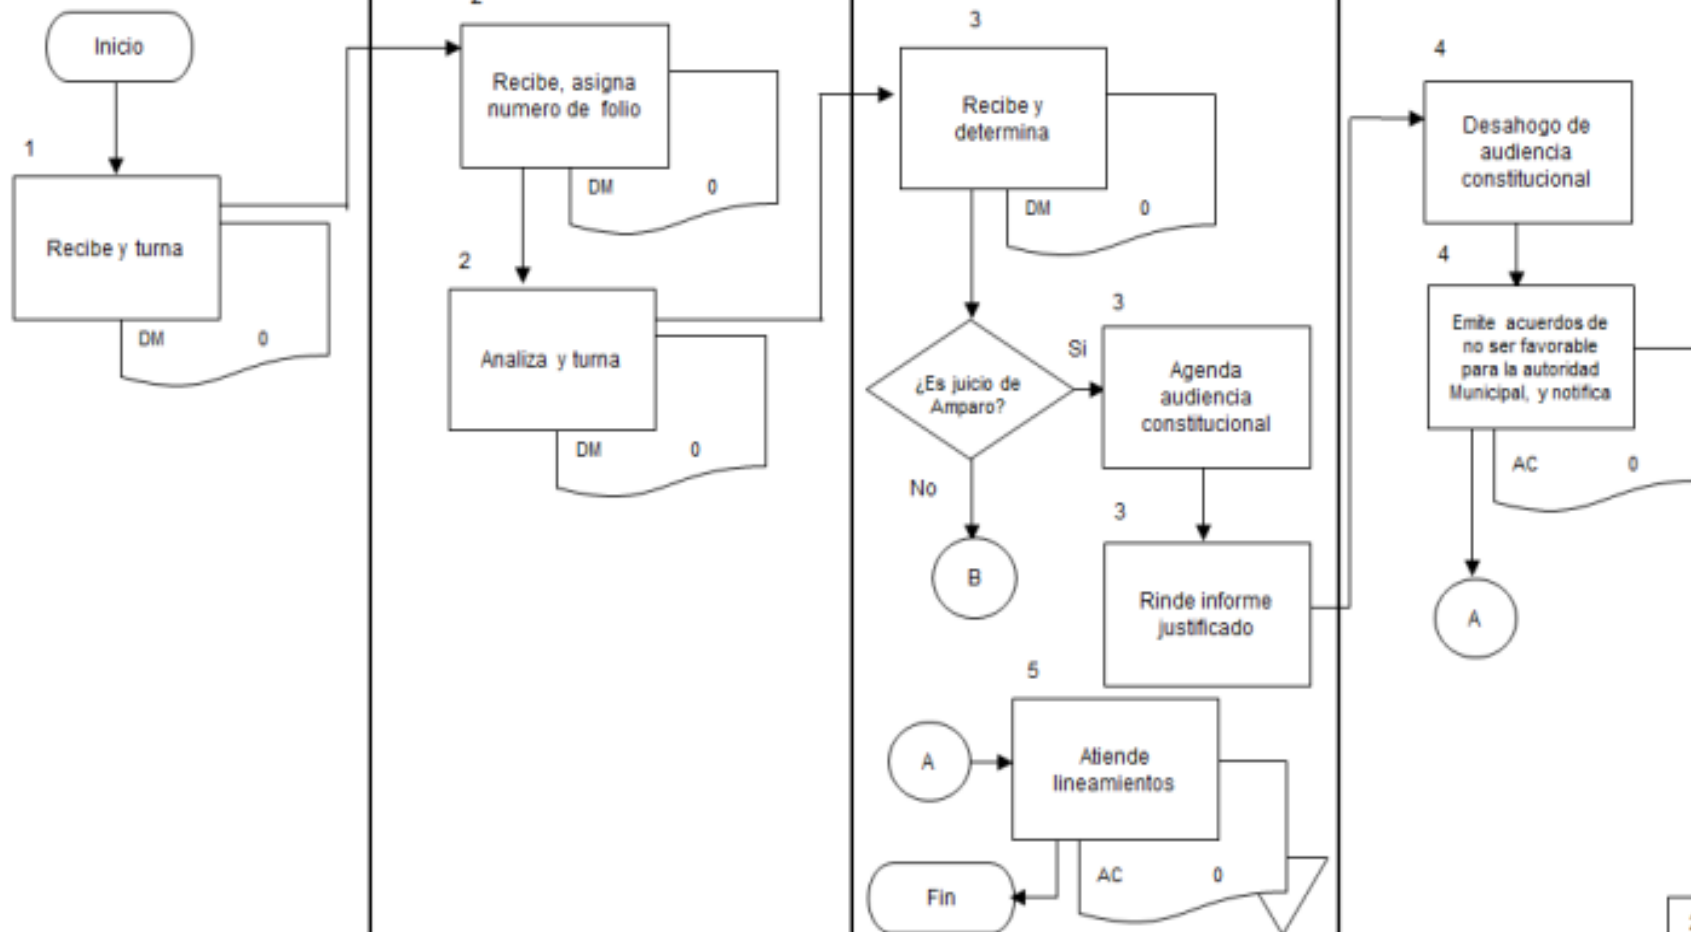 Inicio
1
Recibe y turna
DM 0
2
Recibe, asigna
numero de folio
DM 0
2
Analiza y turna
DM 0
3
Recibe y
determina
DM 0
¿Es juicio de
Amparo?
Si
No
B
3
Agenda
audiencia
constitucional
3
Rinde informe
justificado
4
Desahogo de
audiencia
constitucional
4
Emite acuerdos de
no ser favorable
para la autoridad
Municipal, y notifica
AC 0
A
5
A
Atiende
lineamientos
AC 0
Fin